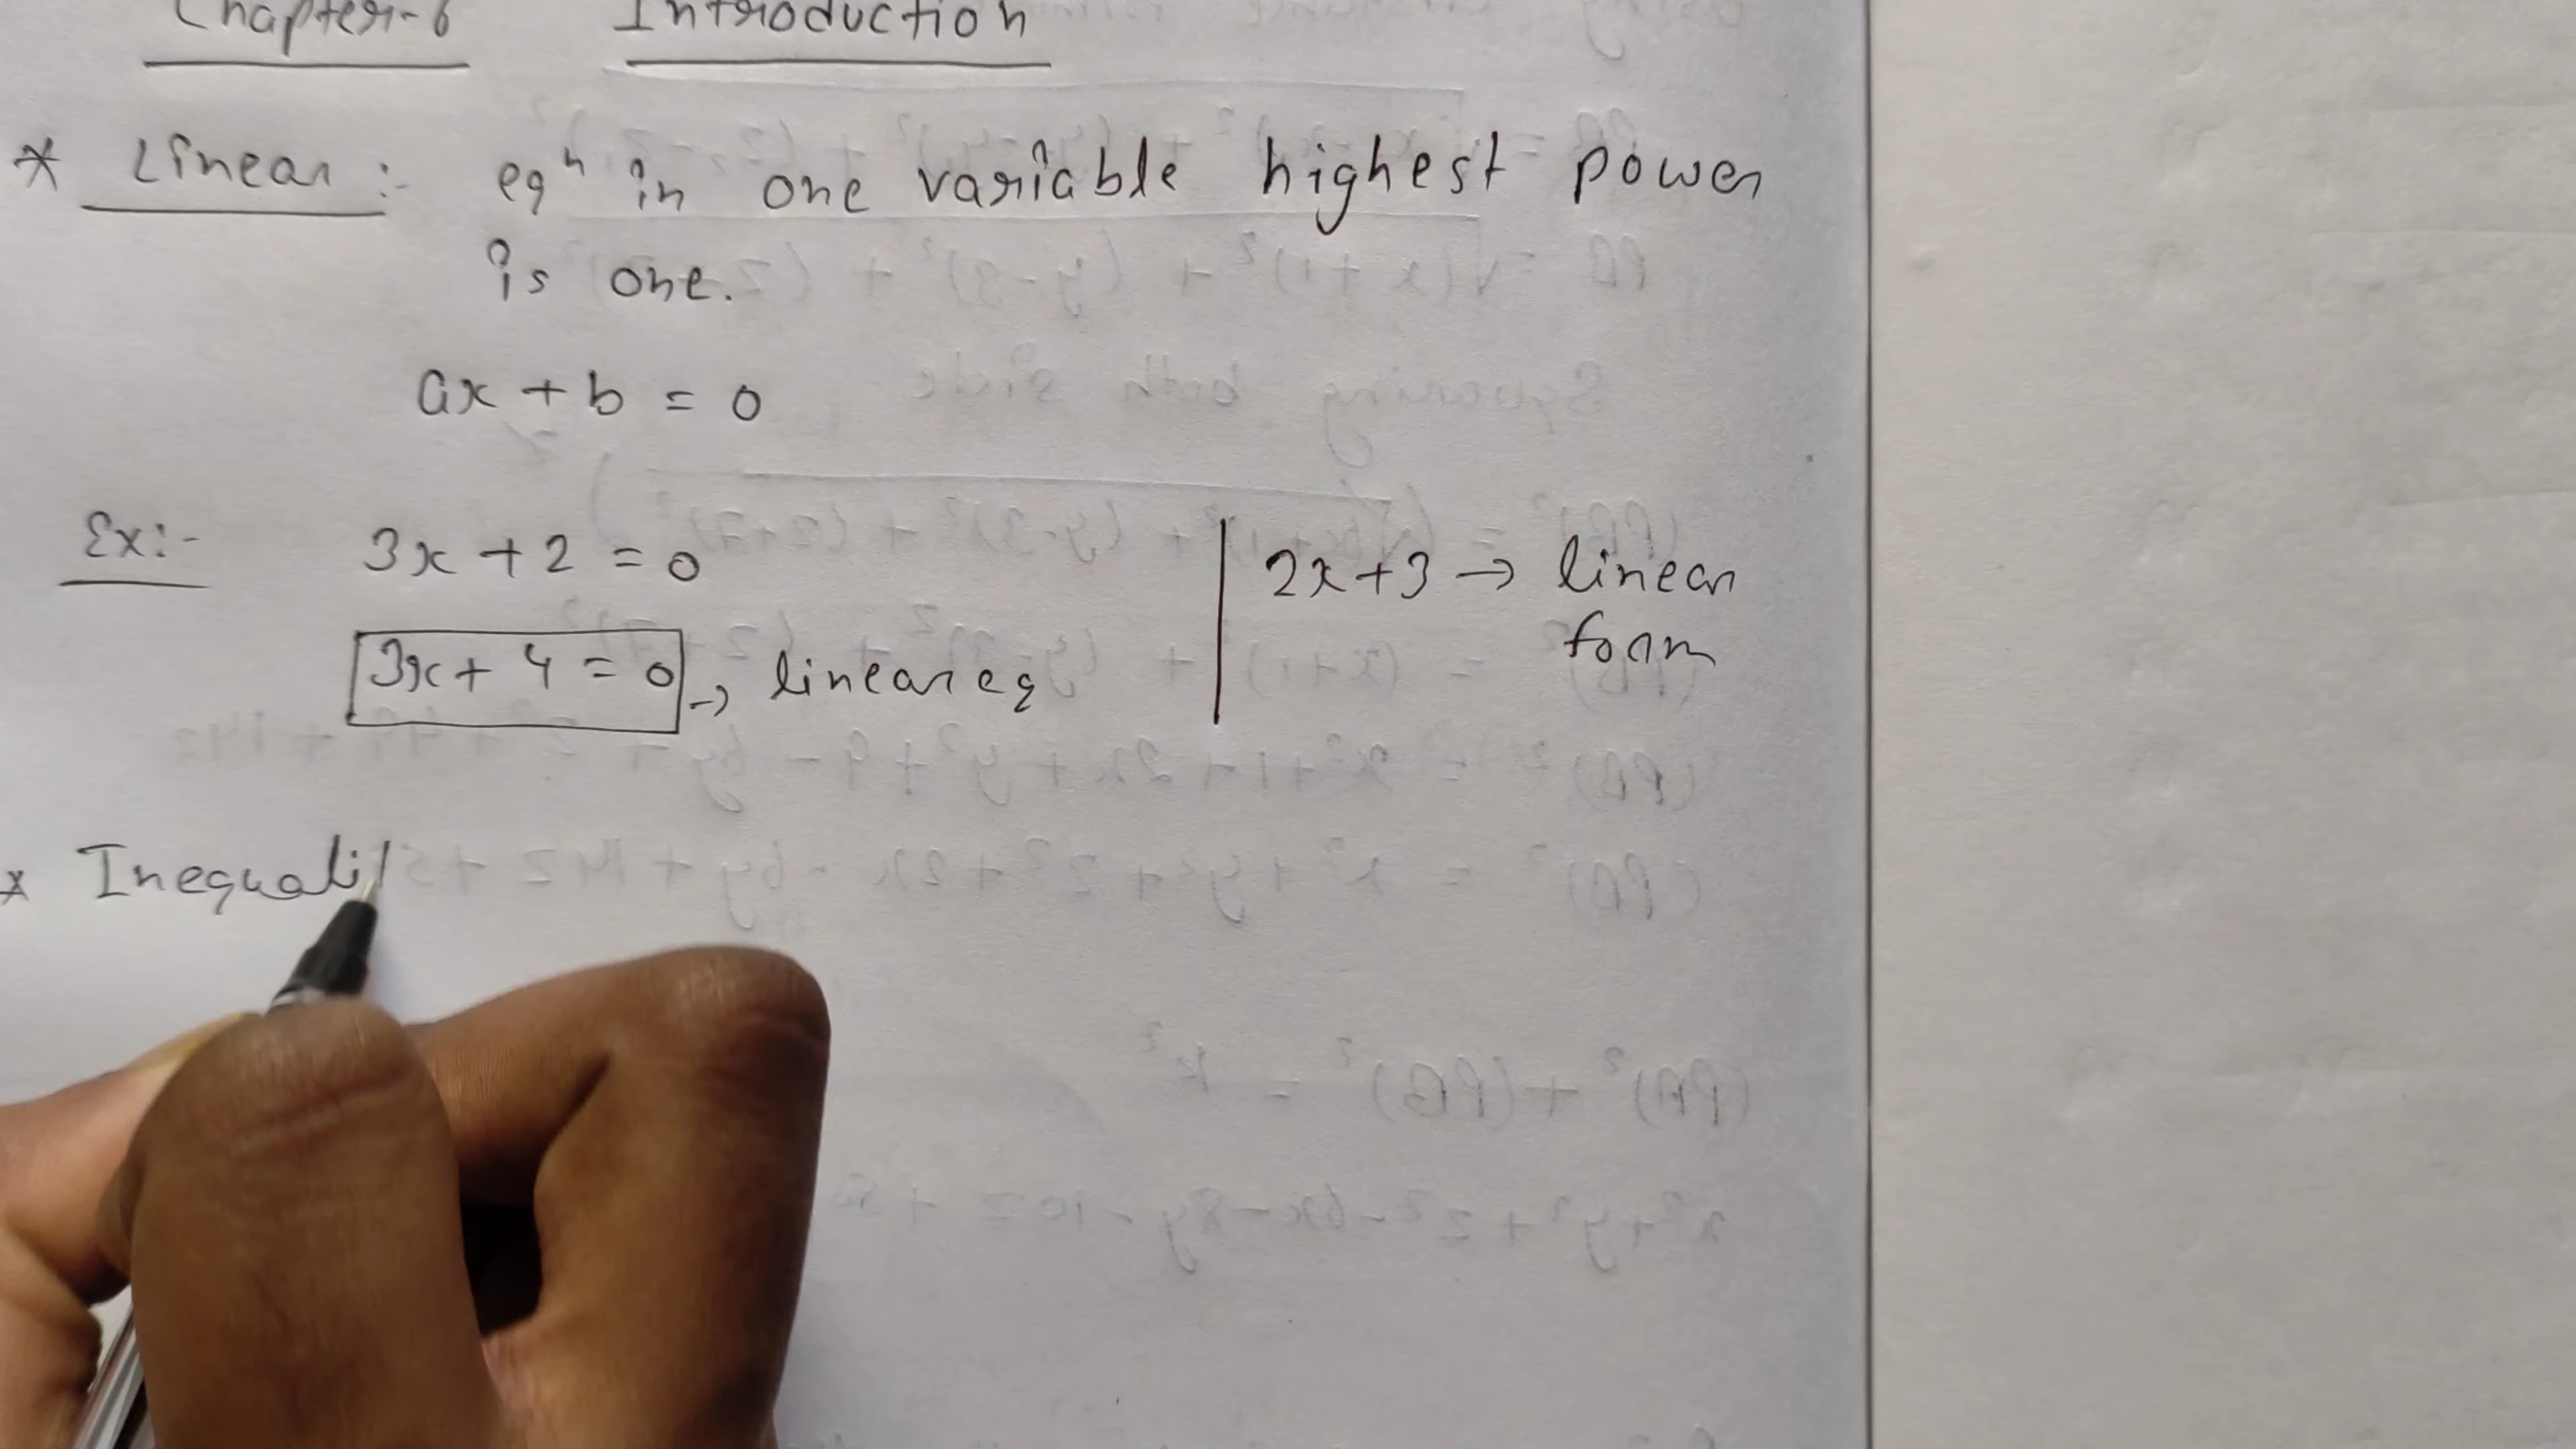 Chapter-6 Introduction
* Linear :- eqⁿ in one variable highest power
is one.
ax + b = 0
Ex:- 3x + 2 = 0
2x+3 → linear
form
3x + 4 = 0 → linear eq
* Inequalit